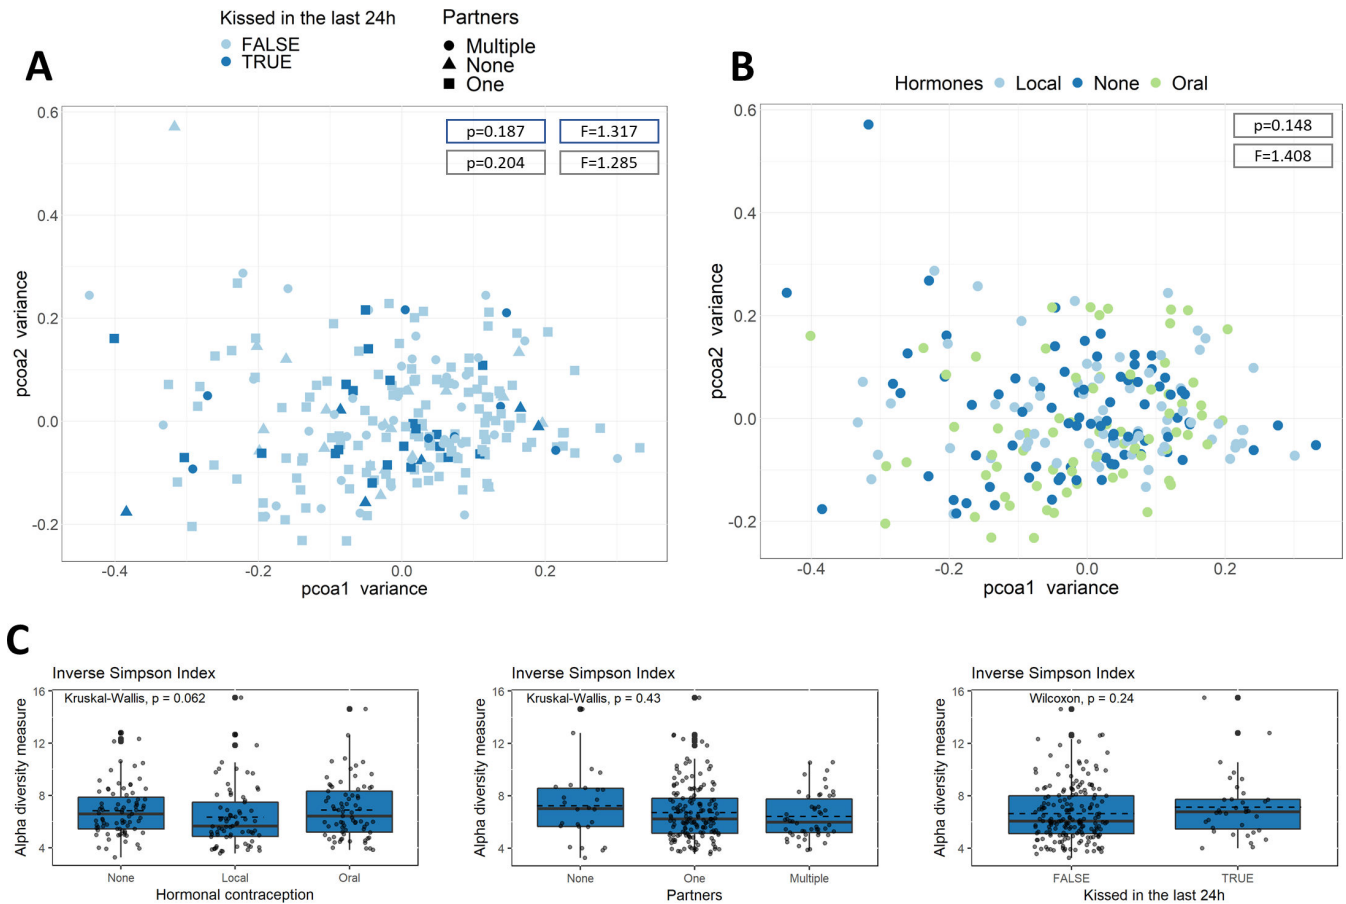 A
Kissed in the last 24h
FALSE
TRUE
Partners
Multiple
None
One
p=0.187
F=1.317
p=0.204
F=1.285
0.6
0.4
0.2
0.0
-0.2
pcoa2 variance
-0.4
-0.2
0.0
0.2
pcoa1 variance
B
Hormones
Local
None
Oral
p=0.148
F=1.408
0.6
0.4
0.2
0.0
-0.2
pcoa2 variance
-0.4
-0.2
0.0
0.2
pcoa1 variance
C
Inverse Simpson Index
Kruskal-Wallis, p = 0.062
16
12
8
4
Alpha diversity measure
None
Local
Oral
Hormonal contraception
Inverse Simpson Index
Kruskal-Wallis, p = 0.43
16
12
8
4
Alpha diversity measure
None
One
Multiple
Partners
Inverse Simpson Index
Wilcoxon, p = 0.24
16
12
8
4
Alpha diversity measure
FALSE
TRUE
Kissed in the last 24h